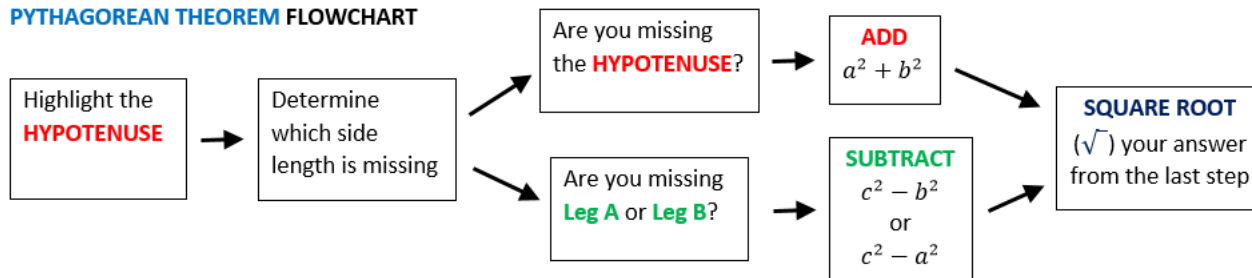 PYTHAGOREAN THEOREM FLOWCHART
Highlight the
HYPOTENUSE
Determine
which side
length is missing
Are you missing
the HYPOTENUSE?
ADD
a² + b²
Are you missing
Leg A or Leg B?
SUBTRACT
c² − b²
or
c² − a²
SQUARE ROOT
(√ ) your answer
from the last step